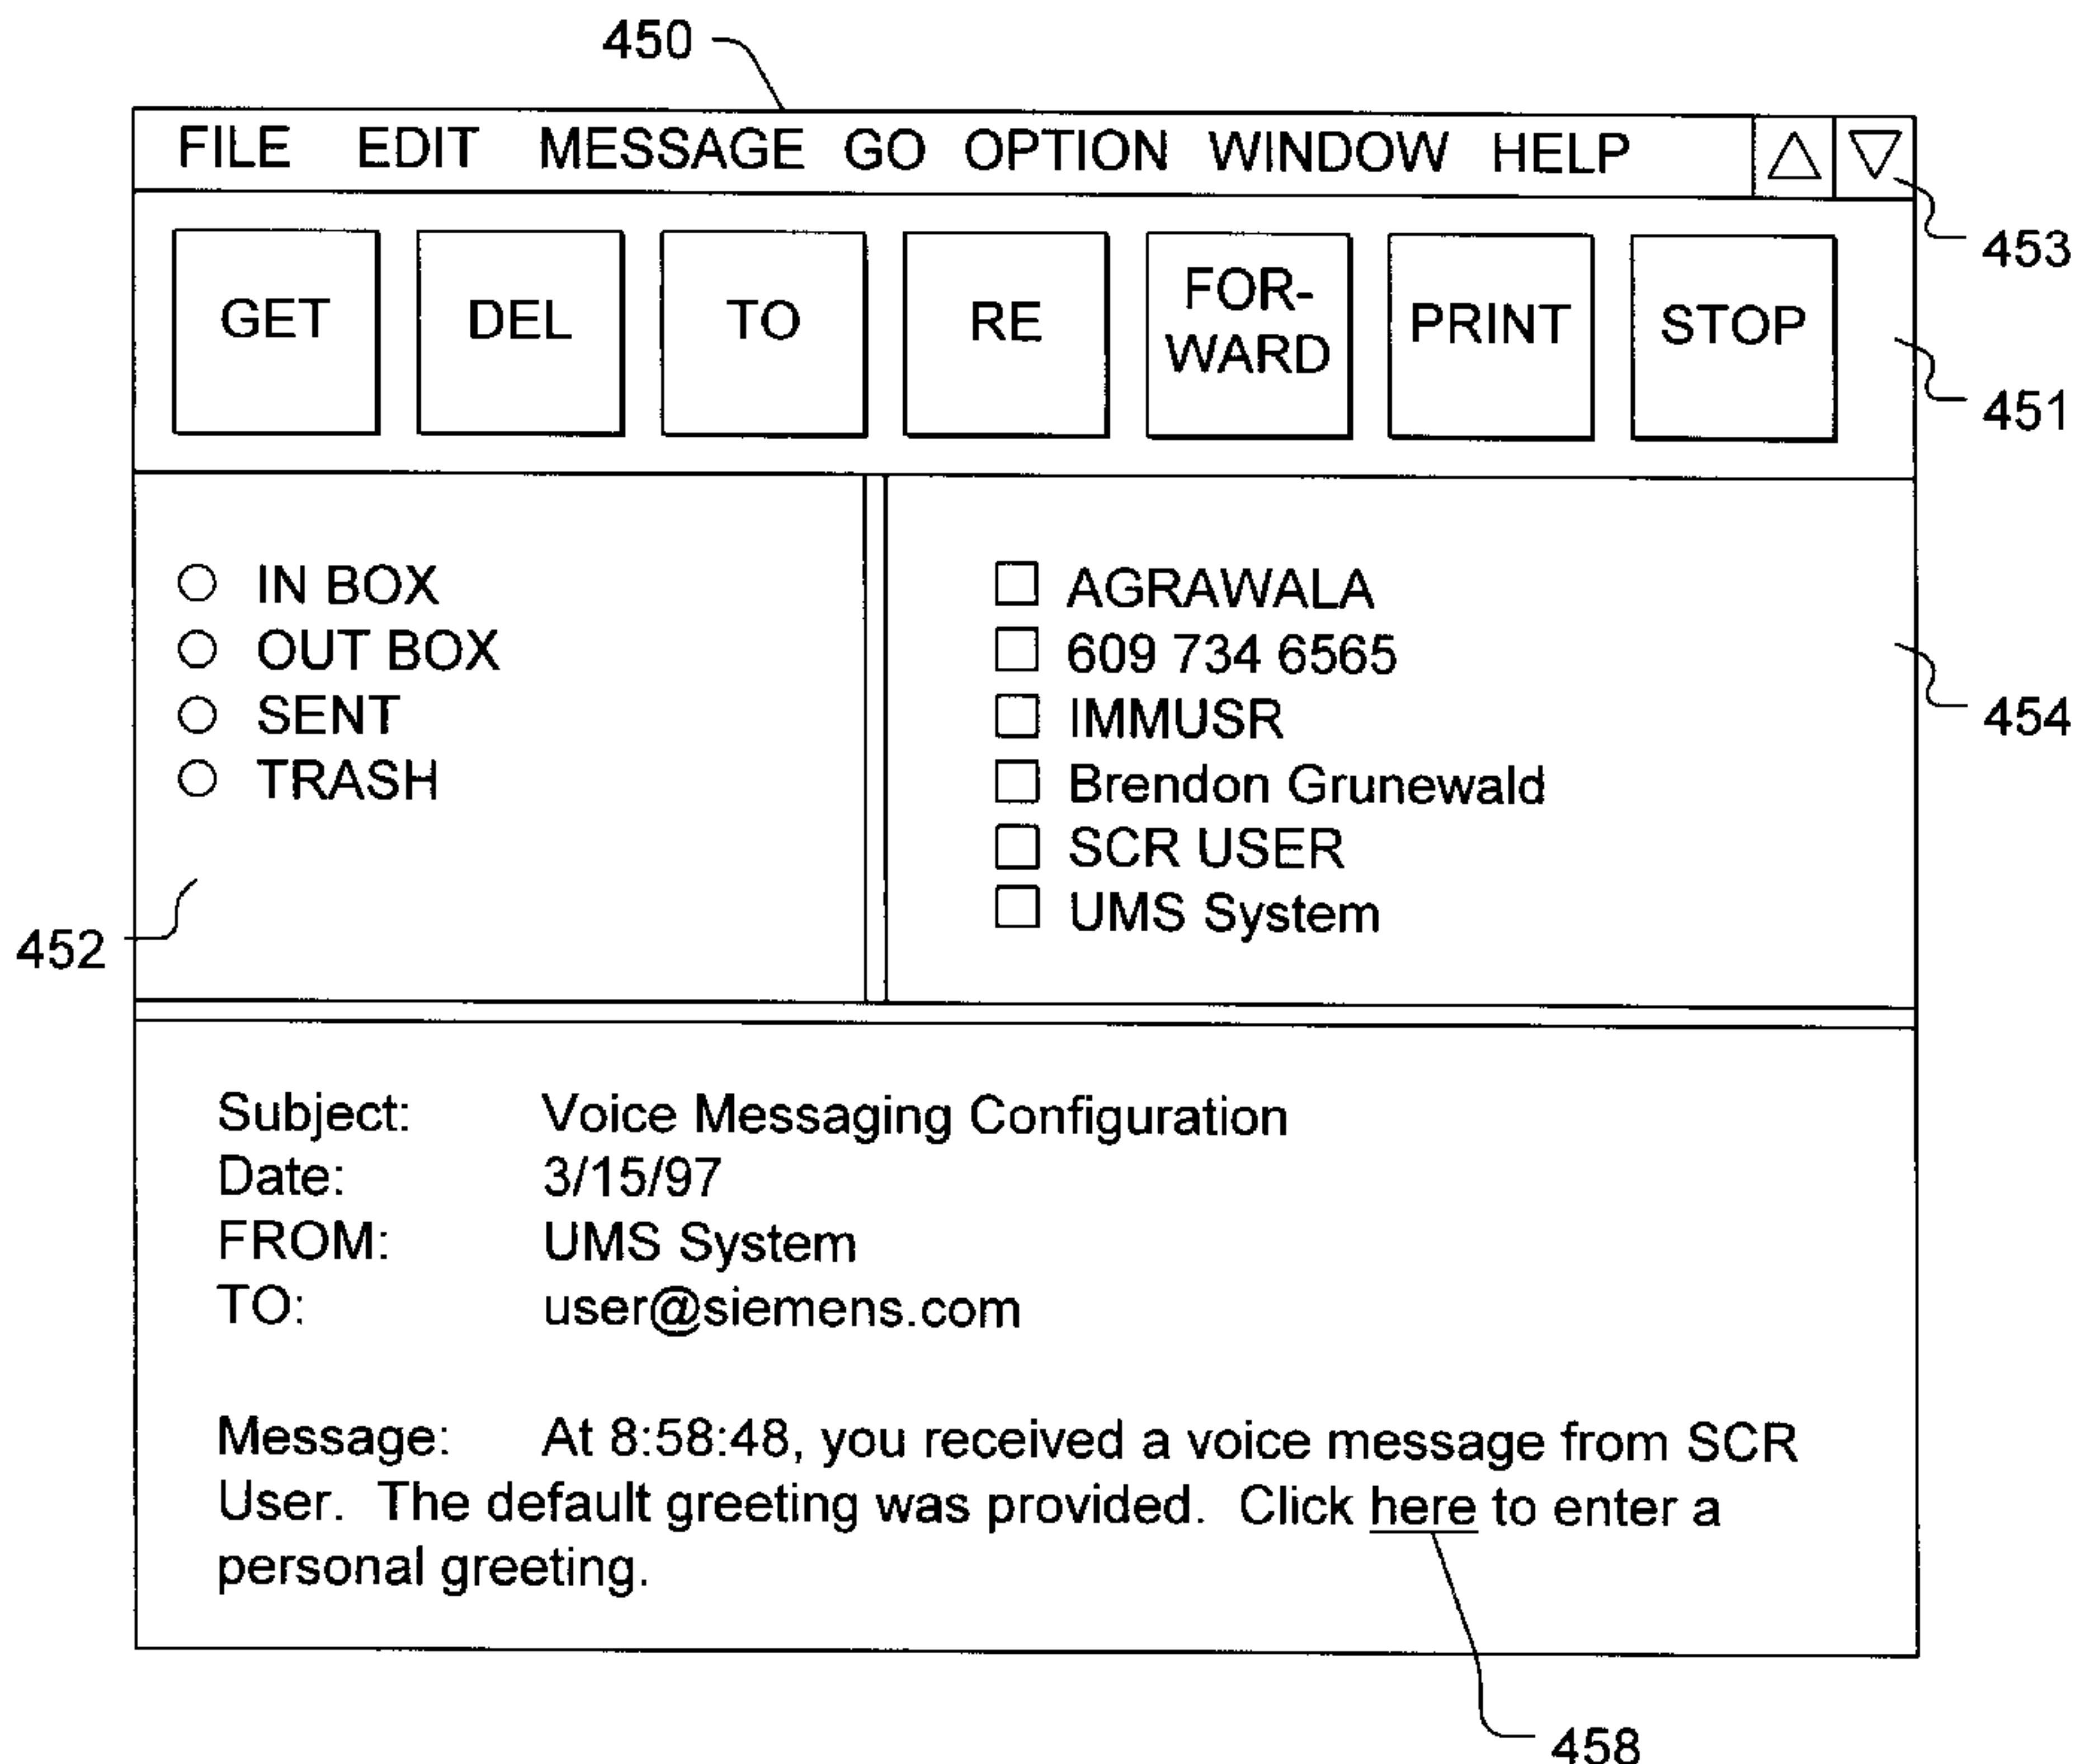 450
FILE EDIT MESSAGE GO OPTION WINDOW HELP
453
GET DEL TO RE FOR-
WARD PRINT STOP
451
IN BOX
OUT BOX
SENT
TRASH
452
AGRAWALA
609 734 6565
IMMUSR
Brendon Grunewald
SCR USER
UMS System
454
Subject: Voice Messaging Configuration
Date: 3/15/97
FROM: UMS System
TO: user@siemens.com
Message: At 8:58:48, you received a voice message from SCR
User. The default greeting was provided. Click here to enter a
personal greeting.
458